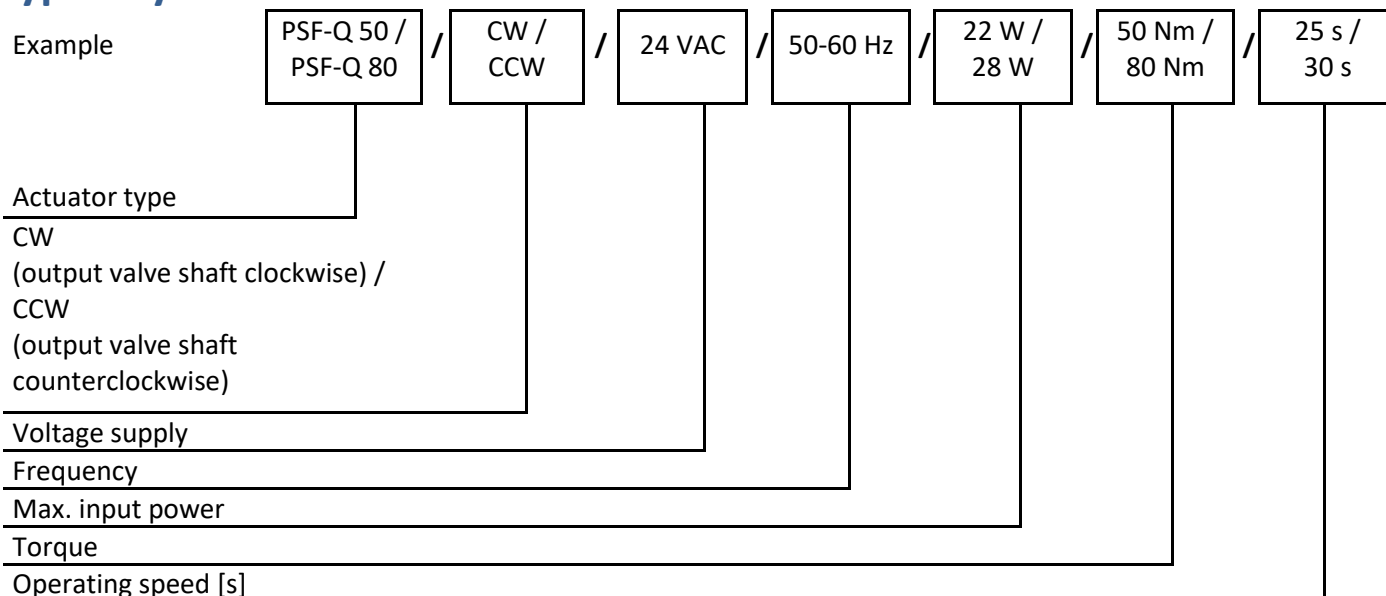 Example
PSF-Q 50 / PSF-Q 80 / CW / CCW / 24 VAC / 50-60 Hz / 22 W / 28 W / 50 Nm / 80 Nm / 25 s / 30 s
Actuator type
CW
(output valve shaft clockwise) /
CCW
(output valve shaft
counterclockwise)
Voltage supply
Frequency
Max. input power
Torque
Operating speed [s]